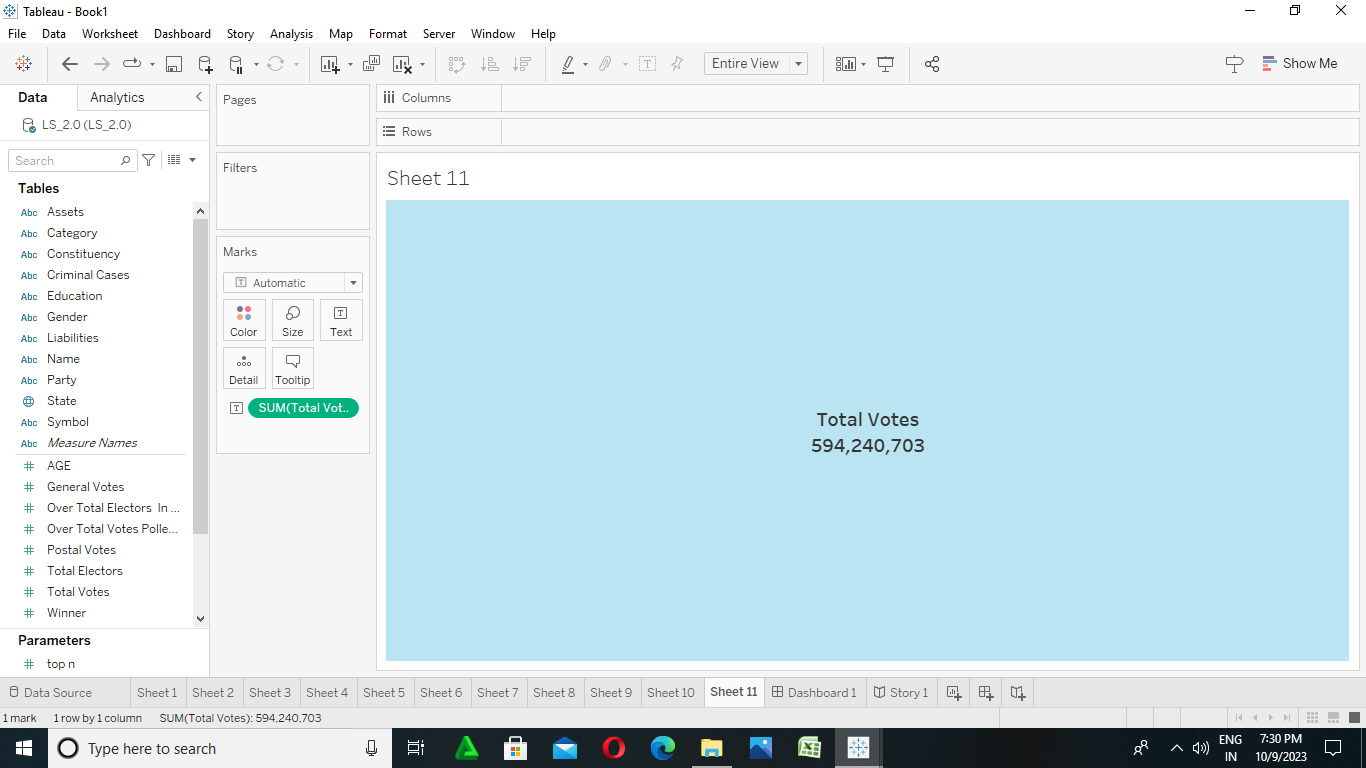 Tableau - Book1
File Data Worksheet Dashboard Story Analysis Map Format Server Window Help
Entire View
Show Me
Data Analytics
LS_2.0 (LS_2.0)
Search
Tables
Abc Assets
Abc Category
Abc Constituency
Abc Criminal Cases
Abc Education
Abc Gender
Abc Liabilities
Abc Name
Abc Party
State
Abc Symbol
Abc Measure Names
# AGE
# General Votes
# Over Total Electors In ...
# Over Total Votes Polle...
# Postal Votes
# Total Electors
# Total Votes
# Winner
Parameters
# top n
Pages
Filters
Marks
T Automatic
Color Size Text
Detail Tooltip
T SUM(Total Vot..
Columns
Rows
Sheet 11
Total Votes
594,240,703
Data Source Sheet 1 Sheet 2 Sheet 3 Sheet 4 Sheet 5 Sheet 6 Sheet 7 Sheet 8 Sheet 9 Sheet 10 Sheet 11 Dashboard 1 Story 1
1 mark 1 row by 1 column SUM(Total Votes): 594,240,703
Type here to search
ENG
IN
7:30 PM
10/9/2023